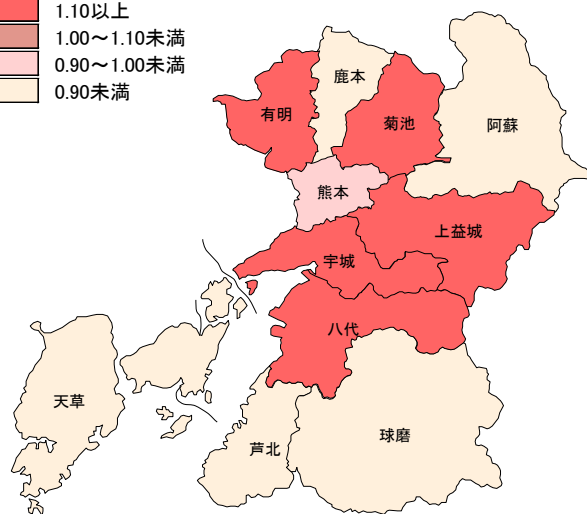 1.10以上
1.00～1.10未満
0.90～1.00未満
0.90未満
鹿本
有明
菊池
阿蘇
熊本
上益城
宇城
八代
天草
芦北
球磨